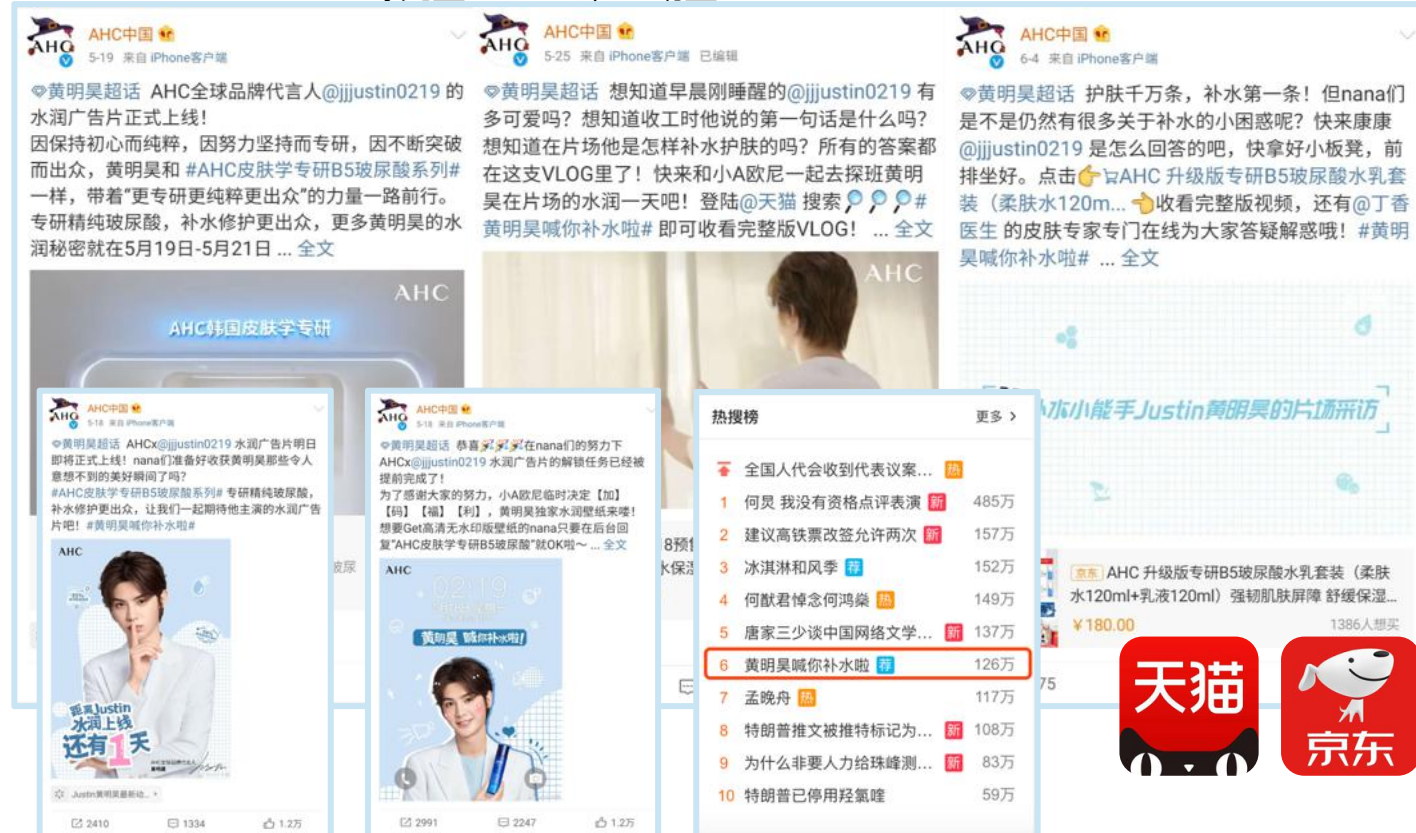 AHC中国
5-19 来自 iPhone客户端
黄明昊超话 AHC全球品牌代言人@jjjustin0219 的
水润广告片正式上线！
因保持初心而纯粹，因努力坚持而专研，因不断突破
而出众，黄明昊和 #AHC皮肤学专研B5玻尿酸系列#
一样，带着“更专研更纯粹更出众”的力量一路前行。
专研精纯玻尿酸，补水修护更出众，更多黄明昊的水
润秘密就在5月19日-5月21日 ... 全文
AHC
AHC韩国皮肤学专研
AHC中国
5-25 来自 iPhone客户端 已编辑
黄明昊超话 想知道早晨刚睡醒的@jjjustin0219 有
多可爱吗？想知道收工时他说的第一句话是什么吗？
想知道在片场他是怎样补水护肤的吗？所有的答案都
在这支VLOG里了！快来和小A欧尼一起去探班黄明
昊在片场的水润一天吧！登陆@天猫 搜索🔎🔎🔎#
黄明昊喊你补水啦# 即可收看完整版VLOG！ ... 全文
AHC
AHC中国
6-4 来自 iPhone客户端
黄明昊超话 护肤千万条，补水第一条！但nana们
是不是仍然有很多关于补水的小困惑呢？快来康康
@jjjustin0219 是怎么回答的吧，快拿好小板凳，前
排坐好。点击👉AHC 升级版专研B5玻尿酸水乳套
装（柔肤水120m... 👈收看完整版视频，还有@丁香
医生 的皮肤专家专门在线为大家答疑解惑哦！#黄明
昊喊你补水啦# ... 全文
水小能手Justin黄明昊的片场采访
京东 AHC 升级版专研B5玻尿酸水乳套装（柔肤
水120ml+乳液120ml）强韧肌肤屏障 舒缓保湿...
￥180.00 1386人想买
75
天猫
京东
AHC中国
5-18 来自 iPhone客户端
黄明昊超话 AHCx@jjjustin0219 水润广告片明日
即将正式上线！nana们准备好收获黄明昊那些令人
意想不到的美好瞬间了吗？
#AHC皮肤学专研B5玻尿酸系列# 专研精纯玻尿酸，
补水修护更出众，让我们一起期待他主演的水润广告
片吧！#黄明昊喊你补水啦#
AHC
距离Justin
水润上线
还有1天
AHC全球品牌代言人
黄明昊
Justin黄明昊最新动...
2410 1334 1.2万
玻尿
AHC中国
5-18 来自 iPhone客户端
黄明昊超话 恭喜🎉🎉🎉在nana们的努力下
AHCx@jjjustin0219 水润广告片的解锁任务已经被
提前完成了！
为了感谢大家的努力，小A欧尼临时决定【加】
【码】【福】【利】，黄明昊独家水润壁纸来喽！
想要Get高清无水印版壁纸的nana只要在后台回
复“AHC皮肤学专研B5玻尿酸”就OK啦～ ... 全文
AHC
02:19
黄明昊 喊你补水啦!
2991 2247 1.2万
8预售
水保湿
热搜榜 更多 >
全国人代会收到代表议案... 热
1 何炅 我没有资格点评表演 新 485万
2 建议高铁票改签允许两次 新 157万
3 冰淇淋和风季 荐 152万
4 何猷君悼念何鸿燊 热 149万
5 唐家三少谈中国网络文学... 新 137万
6 黄明昊喊你补水啦 荐 126万
7 孟晚舟 热 117万
8 特朗普推文被推特标记为... 新 108万
9 为什么非要人力给珠峰测... 新 83万
10 特朗普已停用羟氯喹 59万